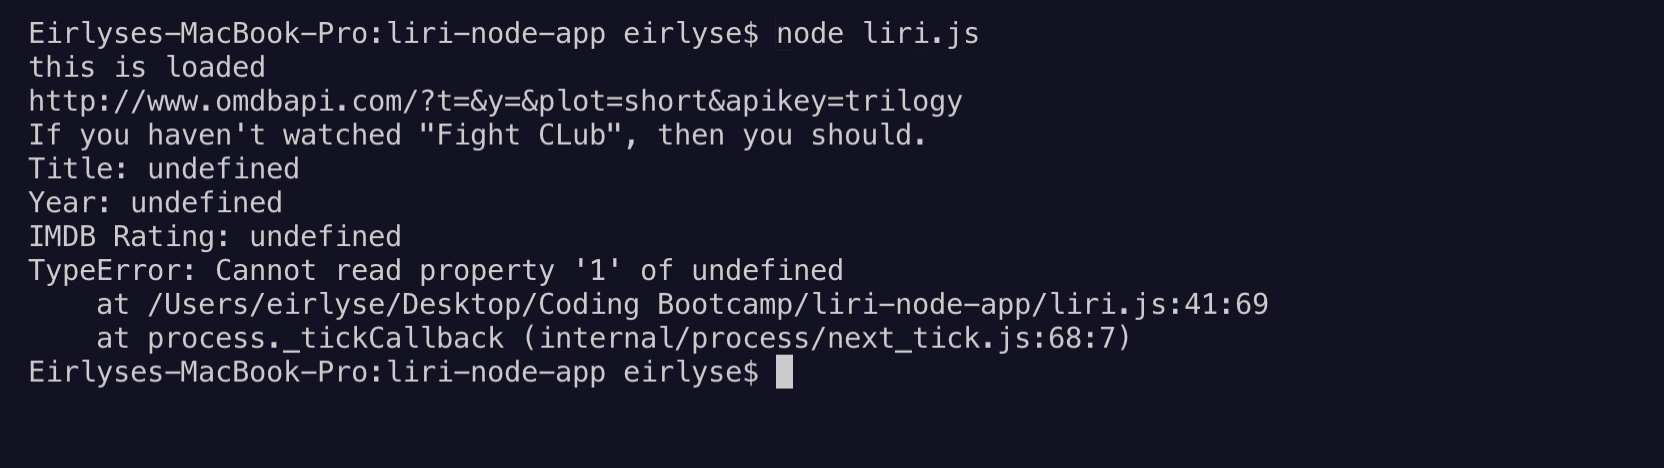 Eirlyses-MacBook-Pro:liri-node-app eirlyse$ node liri.js
this is loaded
http://www.omdbapi.com/?t=&y=&plot=short&apikey=trilogy
If you haven't watched "Fight CLub", then you should.
Title: undefined
Year: undefined
IMDB Rating: undefined
TypeError: Cannot read property '1' of undefined
    at /Users/eirlyse/Desktop/Coding Bootcamp/liri-node-app/liri.js:41:69
    at process._tickCallback (internal/process/next_tick.js:68:7)
Eirlyses-MacBook-Pro:liri-node-app eirlyse$